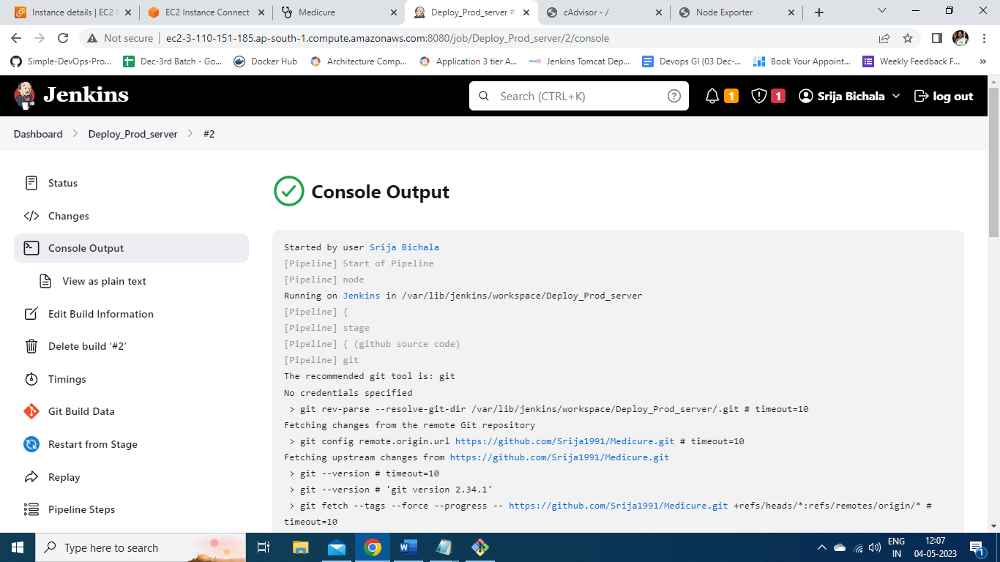 Instance details | EC2
EC2 Instance Connect
Medicure
Deploy_Prod_server #
cAdvisor - /
Node Exporter
Not secure
ec2-3-110-151-185.ap-south-1.compute.amazonaws.com:8080/job/Deploy_Prod_server/2/console
Simple-DevOps-Pro...
Dec-3rd Batch - Go...
Docker Hub
Architecture Comp...
Application 3 tier A...
Jenkins Tomcat Dep...
Devops GI (03 Dec-...
Book Your Appoint...
Weekly Feedback F...
»
Jenkins
Search (CTRL+K)
1
1
Srija Bichala
log out
Dashboard
Deploy_Prod_server
#2
Status
Changes
Console Output
View as plain text
Edit Build Information
Delete build ‘#2’
Timings
Git Build Data
Restart from Stage
Replay
Pipeline Steps
Console Output
Started by user Srija Bichala
[Pipeline] Start of Pipeline
[Pipeline] node
Running on Jenkins in /var/lib/jenkins/workspace/Deploy_Prod_server
[Pipeline] {
[Pipeline] stage
[Pipeline] { (github source code)
[Pipeline] git
The recommended git tool is: git
No credentials specified
> git rev-parse --resolve-git-dir /var/lib/jenkins/workspace/Deploy_Prod_server/.git # timeout=10
Fetching changes from the remote Git repository
> git config remote.origin.url https://github.com/Srija1991/Medicure.git # timeout=10
Fetching upstream changes from https://github.com/Srija1991/Medicure.git
> git --version # timeout=10
> git --version # 'git version 2.34.1'
> git fetch --tags --force --progress -- https://github.com/Srija1991/Medicure.git +refs/heads/*:refs/remotes/origin/* #
timeout=10
Type here to search
ENG
IN
12:07
04-05-2023
1